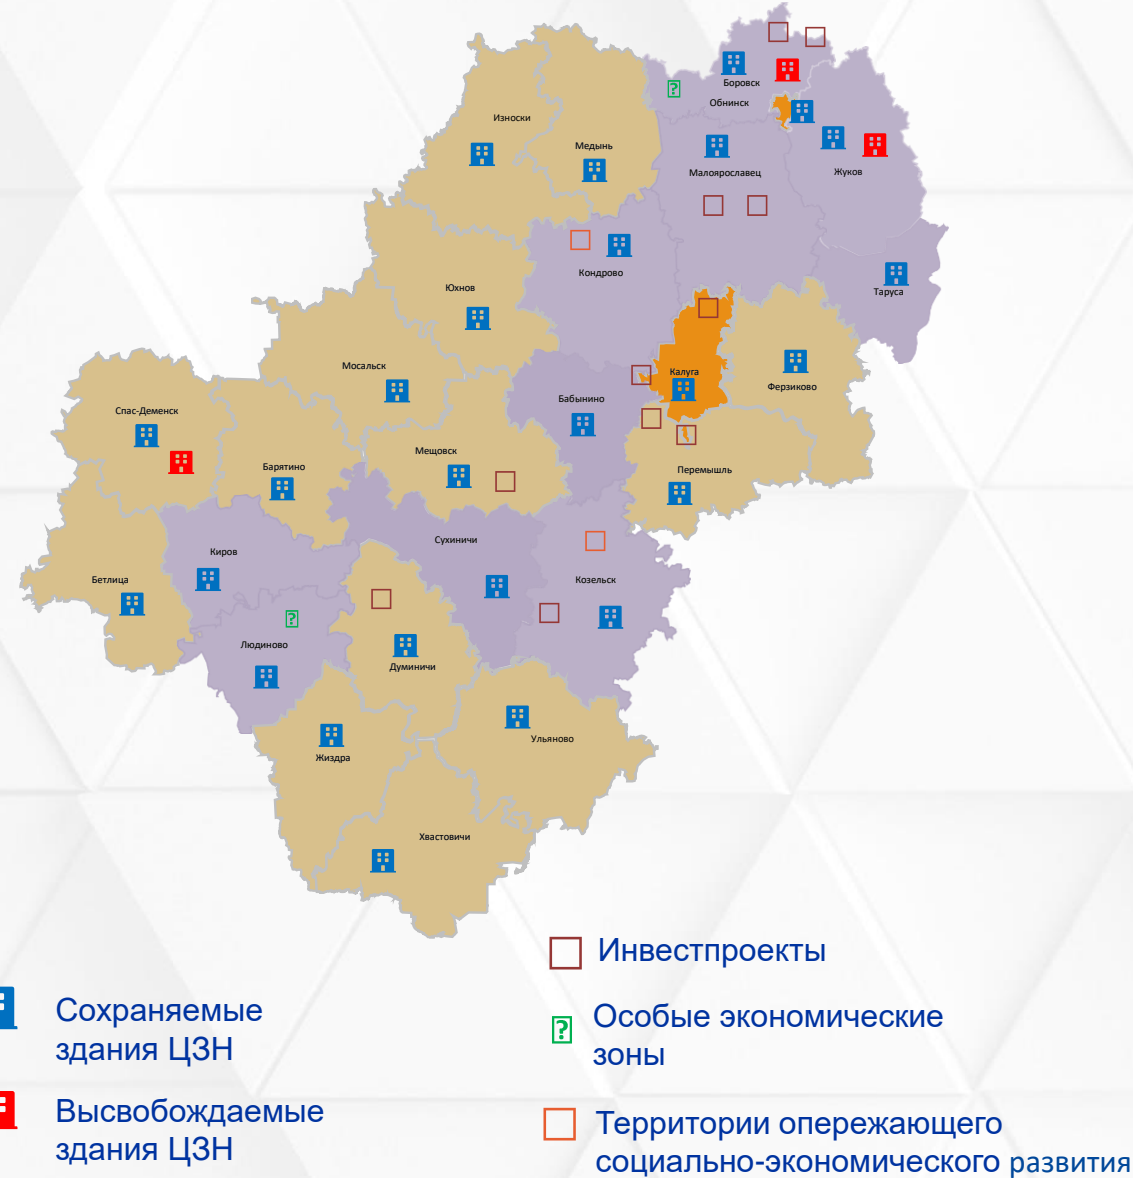 Боровск
Обнинск
Износки
Медынь
Малоярославец
Жуков
Кондрово
Юхнов
Таруса
Мосальск
Калуга
Ферзиково
Бабынино
Спас-Деменск
Мещовск
Барятино
Перемышль
Сухиничи
Киров
Бетлица
Козельск
Людиново
Думиничи
Ульяново
Жиздра
Хвастовичи
Инвестпроекты
Сохраняемые
здания ЦЗН
Особые экономические
зоны
Высвобождаемые
здания ЦЗН
Территории опережающего
социально-экономического развития